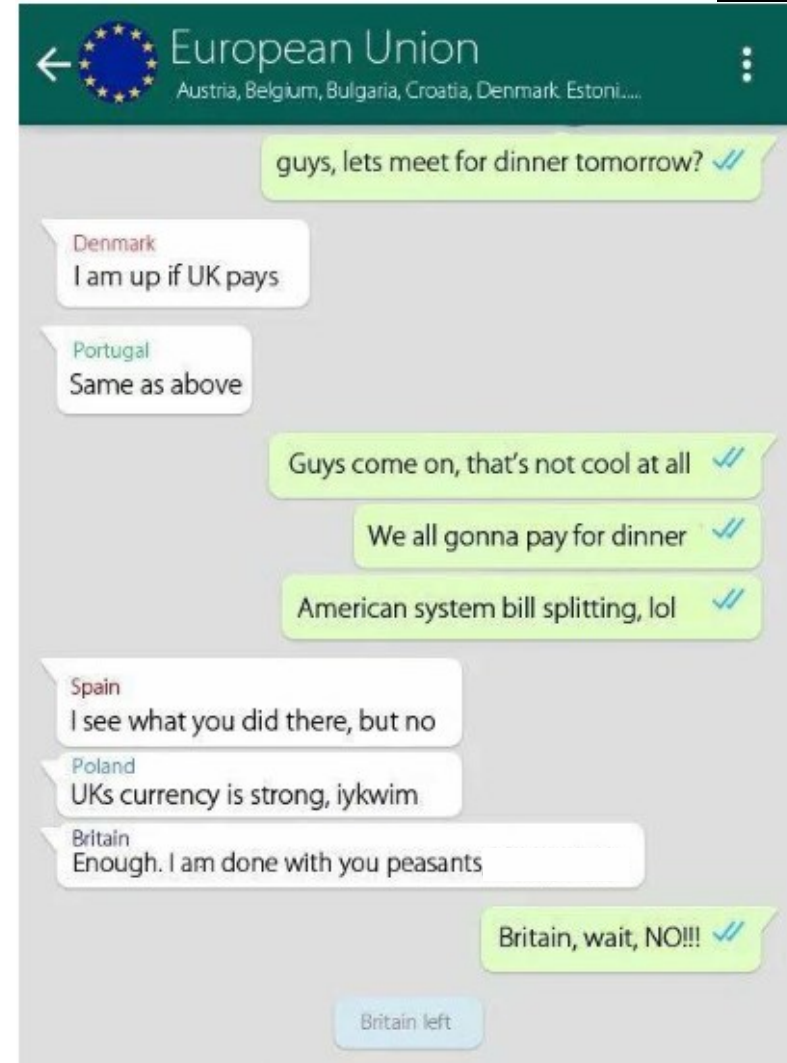 European Union
Austria, Belgium, Bulgaria, Croatia, Denmark. Estoni.....
guys, lets meet for dinner tomorrow?
Denmark
I am up if UK pays
Portugal
Same as above
Guys come on, that's not cool at all
We all gonna pay for dinner
American system bill splitting, lol
Spain
I see what you did there, but no
Poland
UKs currency is strong, iykwim
Britain
Enough. I am done with you peasants
Britain, wait, NO!!!
Britain left